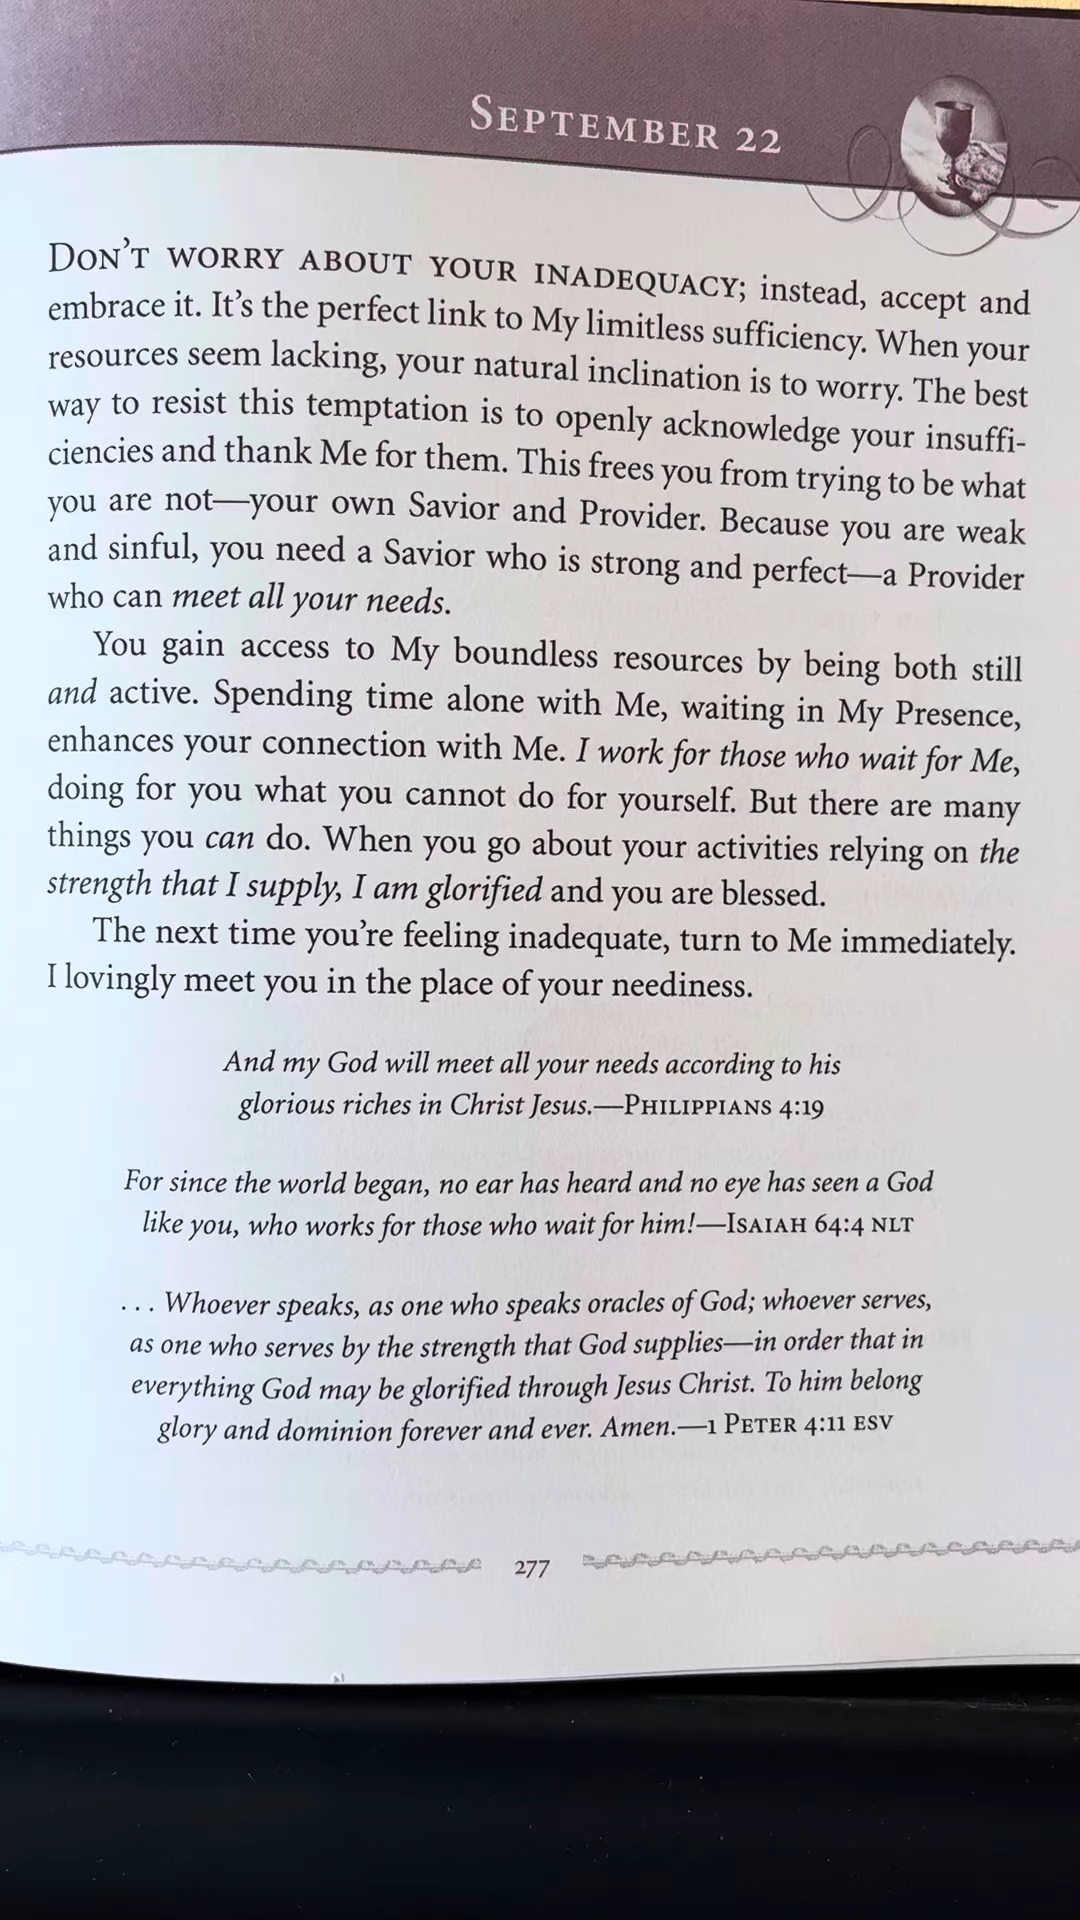 SEPTEMBER 22
DON'T WORRY ABOUT YOUR INADEQUACY; instead, accept and
embrace it. It's the perfect link to My limitless sufficiency. When your
resources seem lacking, your natural inclination is to worry. The best
way to resist this temptation is to openly acknowledge your insuffi-
ciencies and thank Me for them. This frees you from trying to be what
you are not—your own Savior and Provider. Because you are weak
and sinful, you need a Savior who is strong and perfect—a Provider
who can meet all your needs.
You gain access to My boundless resources by being both still
and active. Spending time alone with Me, waiting in My Presence,
enhances your connection with Me. I work for those who wait for Me,
doing for you what you cannot do for yourself. But there are many
things you can do. When you go about your activities relying on the
strength that I supply, I am glorified and you are blessed.
The next time you're feeling inadequate, turn to Me immediately.
I lovingly meet you in the place of your neediness.
And my God will meet all your needs according to his
glorious riches in Christ Jesus.—PHILIPPIANS 4:19
For since the world began, no ear has heard and no eye has seen a God
like you, who works for those who wait for him!—ISAIAH 64:4 NLT
. . . Whoever speaks, as one who speaks oracles of God; whoever serves,
as one who serves by the strength that God supplies—in order that in
everything God may be glorified through Jesus Christ. To him belong
glory and dominion forever and ever. Amen.—1 PETER 4:11 ESV
277